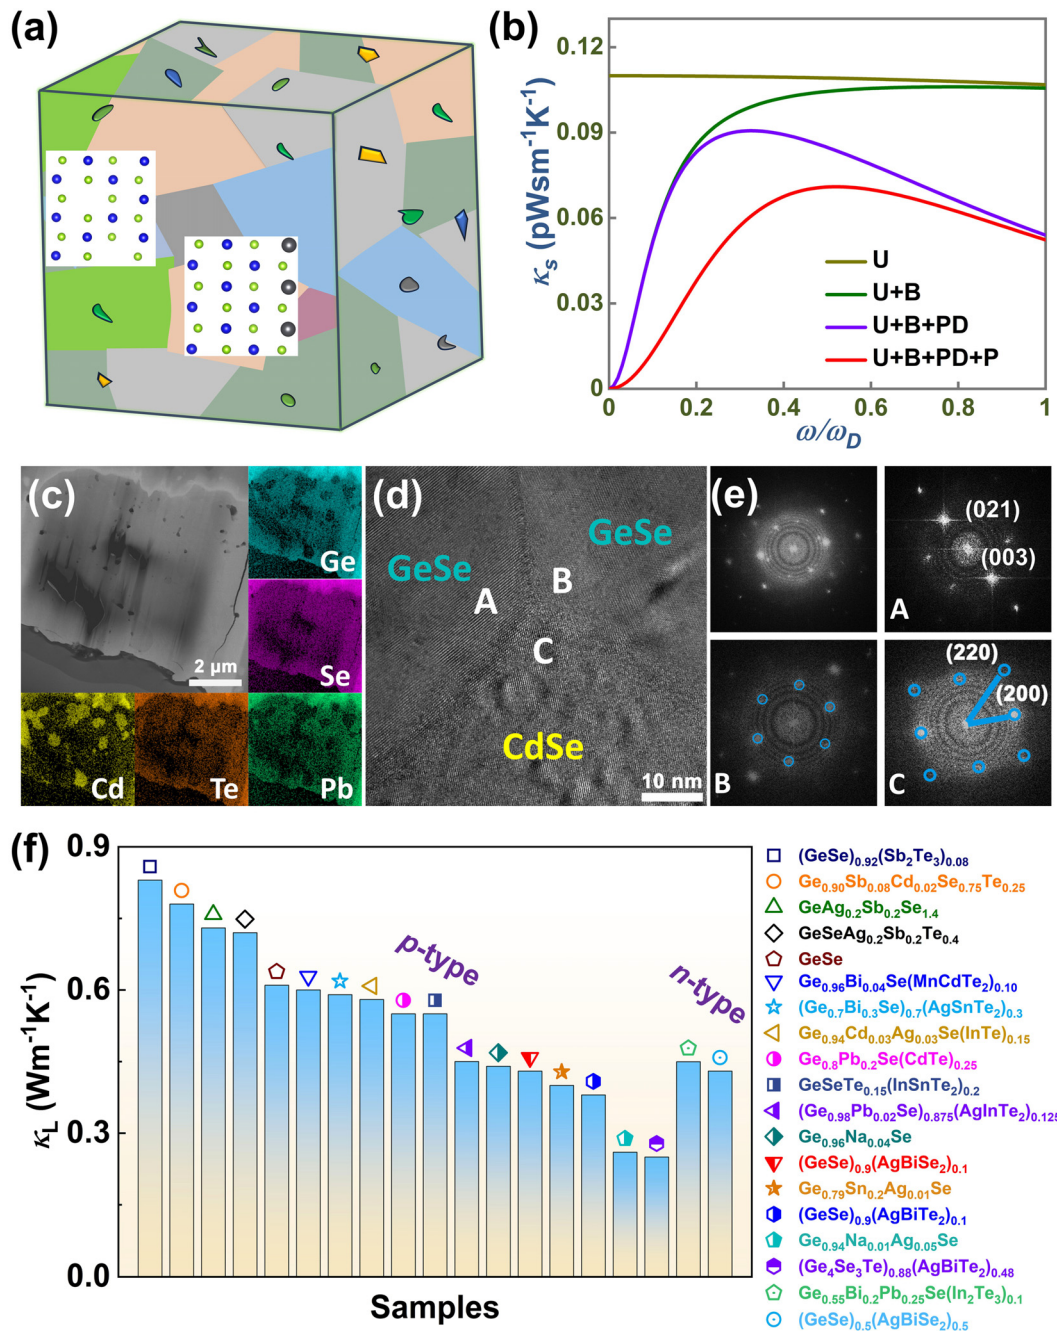 (a)
(b)
0.12
0.09
0.06
0.03
0
κs (pWsm⁻¹K⁻¹)
U
U+B
U+B+PD
U+B+PD+P
0 0.2 0.4 0.6 0.8 1
ω/ωD
(c)
2 μm
Ge
Se
Cd
Te
Pb
(d)
GeSe
GeSe
A
B
C
CdSe
10 nm
(e)
(021)
(003)
A
B
(220)
(200)
C
(f)
0.9
0.6
0.3
0.0
κL (Wm⁻¹K⁻¹)
p-type
n-type
Samples
(GeSe)0.92(Sb2Te3)0.08
Ge0.90Sb0.08Cd0.02Se0.75Te0.25
GeAg0.2Sb0.2Se1.4
GeSeAg0.2Sb0.2Te0.4
GeSe
Ge0.96Bi0.04Se(MnCdTe2)0.10
(Ge0.7Bi0.3Se)0.7(AgSnTe2)0.3
Ge0.94Cd0.03Ag0.03Se(InTe)0.15
Ge0.8Pb0.2Se(CdTe)0.25
GeSeTe0.15(InSnTe2)0.2
(Ge0.98Pb0.02Se)0.875(AgInTe2)0.125
Ge0.96Na0.04Se
(GeSe)0.9(AgBiSe2)0.1
Ge0.79Sn0.2Ag0.01Se
(GeSe)0.9(AgBiTe2)0.1
Ge0.94Na0.01Ag0.05Se
(Ge4Se3Te)0.88(AgBiTe2)0.48
Ge0.55Bi0.2Pb0.25Se(In2Te3)0.1
(GeSe)0.5(AgBiSe2)0.5